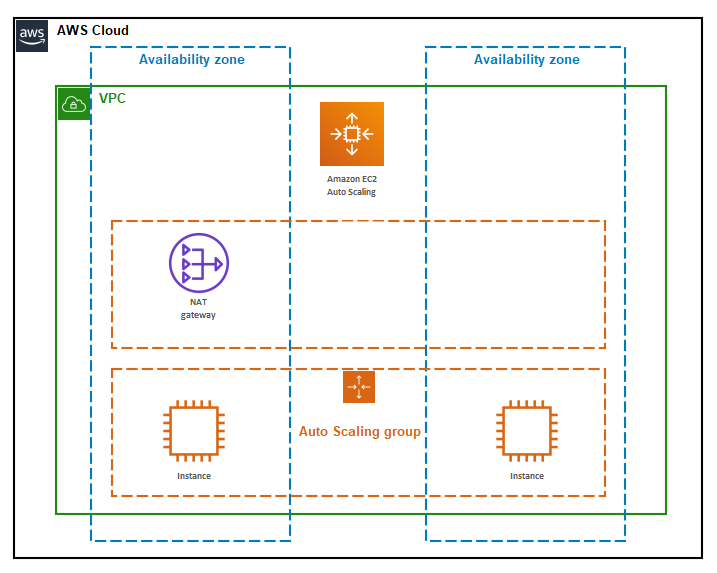 aws
AWS Cloud
Availability zone
Availability zone
VPC
Amazon EC2
Auto Scaling
NAT
gateway
Auto Scaling group
Instance
Instance